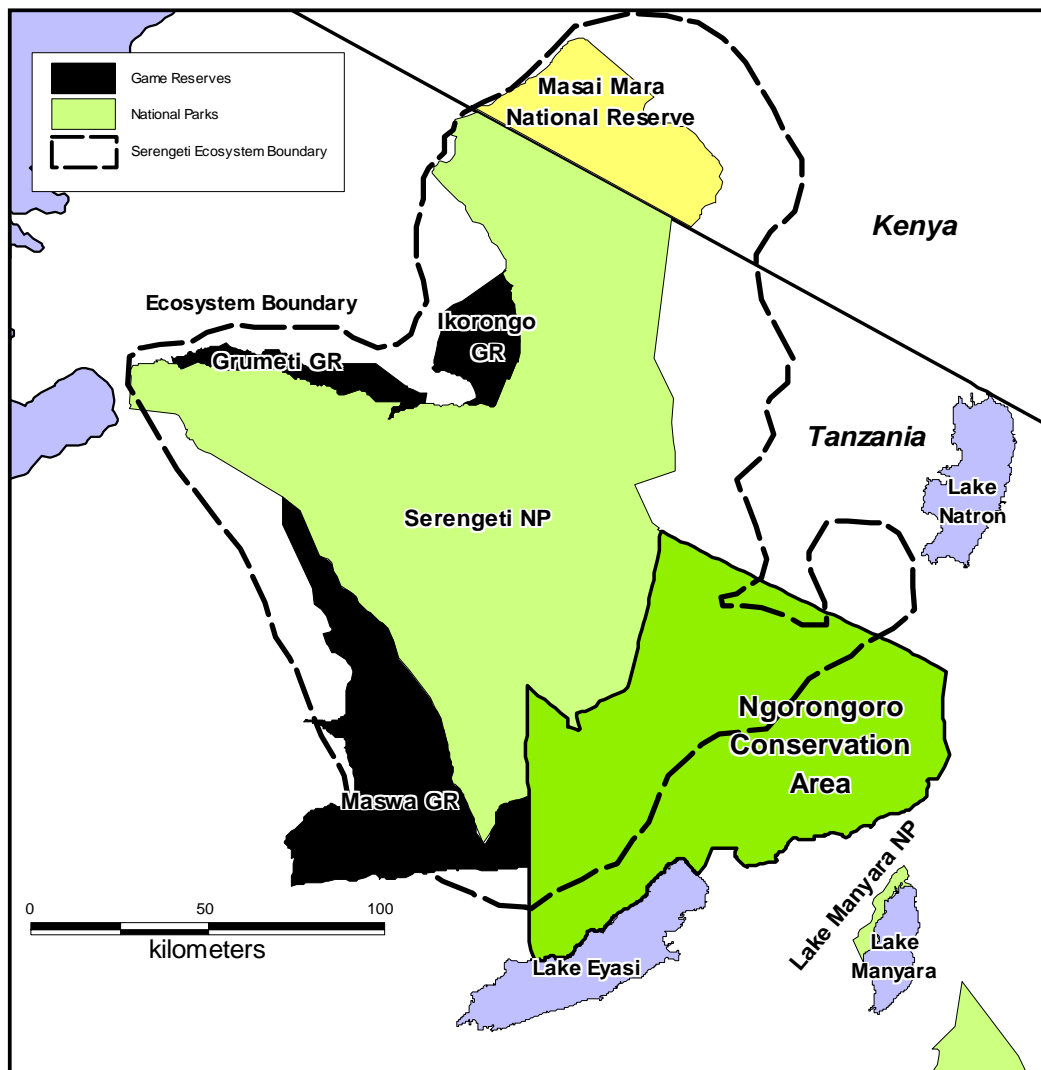 Game Reserves
National Parks
Serengeti Ecosystem Boundary
Masai Mara
National Reserve
Kenya
Ecosystem Boundary
Ikorongo
GR
Grumeti GR
Tanzania
Lake
Natron
Serengeti NP
Ngorongoro
Conservation
Area
Maswa GR
Lake Manyara NP
0 50 100
kilometers
Lake Eyasi
Lake
Manyara